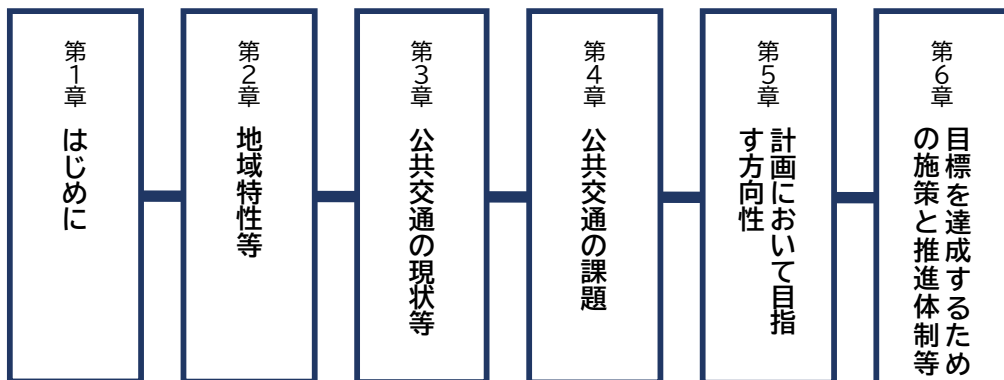 第1章 はじめに
第2章 地域特性等
第3章 公共交通の現状等
第4章 公共交通の課題
第5章 計画において目指
す方向性
第6章 目標を達成するため
の施策と推進体制等